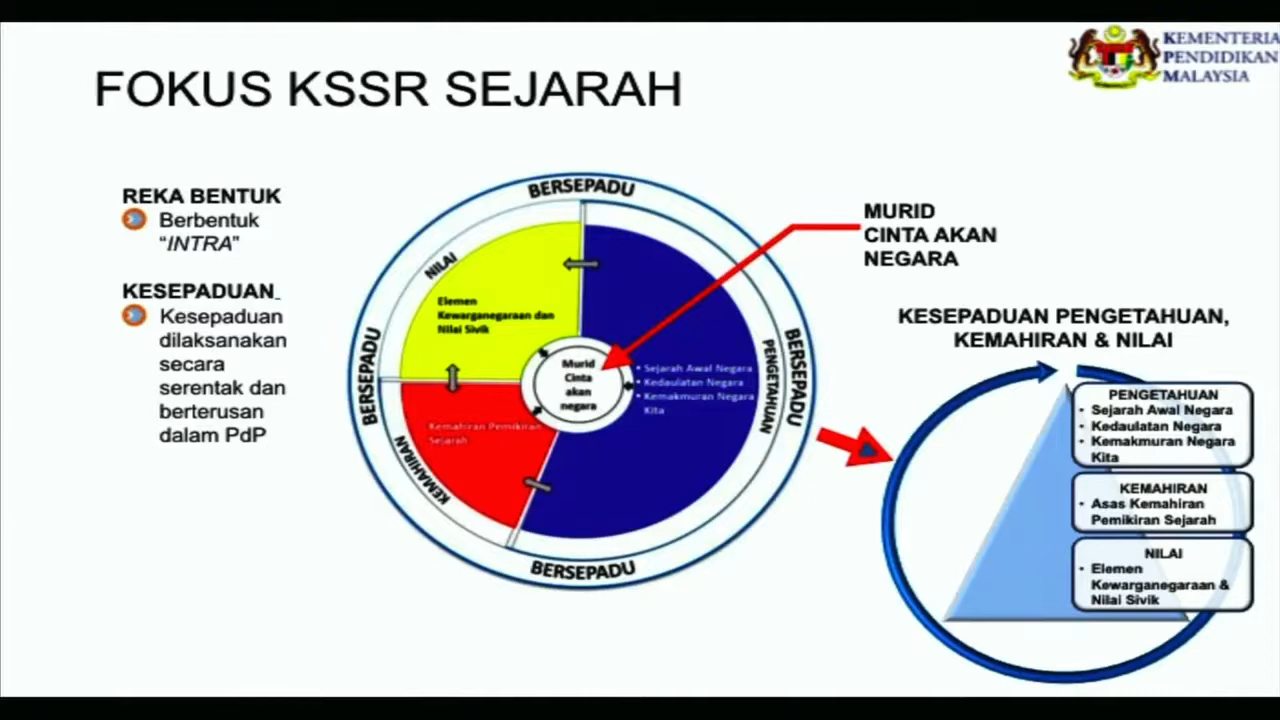 KEMENTERIA
PENDIDIKAN
MALAYSIA
FOKUS KSSR SEJARAH
REKA BENTUK
Berbentuk
“INTRA”
KESEPADUAN
Kesepaduan
dilaksanakan
secara
serentak dan
berterusan
dalam PdP
BERSEPADU
BERSEPADU
BERSEPADU
BERSEPADU
NILAI
Elemen
Kewarganegaraan dan
Nilai Sivik
KEMAHIRAN
Kemahiran Pemikiran
Sejarah
PENGETAHUAN
• Sejarah Awal Negara
• Kedaulatan Negara
• Kemakmuran Negara
Kita
Murid
Cinta
akan
negara
MURID
CINTA AKAN
NEGARA
KESEPADUAN PENGETAHUAN,
KEMAHIRAN & NILAI
PENGETAHUAN
• Sejarah Awal Negara
• Kedaulatan Negara
• Kemakmuran Negara
Kita
KEMAHIRAN
• Asas Kemahiran
Pemikiran Sejarah
NILAI
• Elemen
Kewarganegaraan &
Nilai Sivik